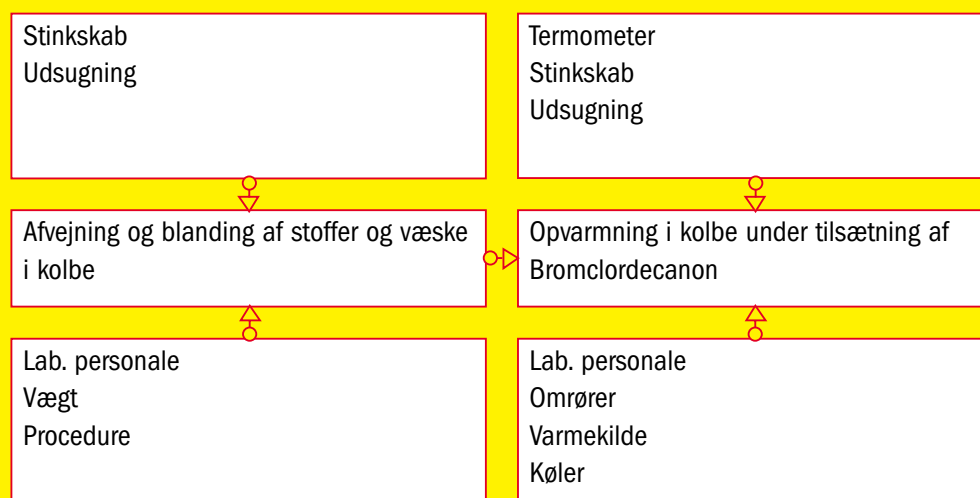 Stinkskab
Udsugning
Termometer
Stinkskab
Udsugning
Afvejning og blanding af stoffer og væske
i kolbe
Opvarmning i kolbe under tilsætning af
Bromclordecanon
Lab. personale
Vægt
Procedure
Lab. personale
Omrører
Varmekilde
Køler